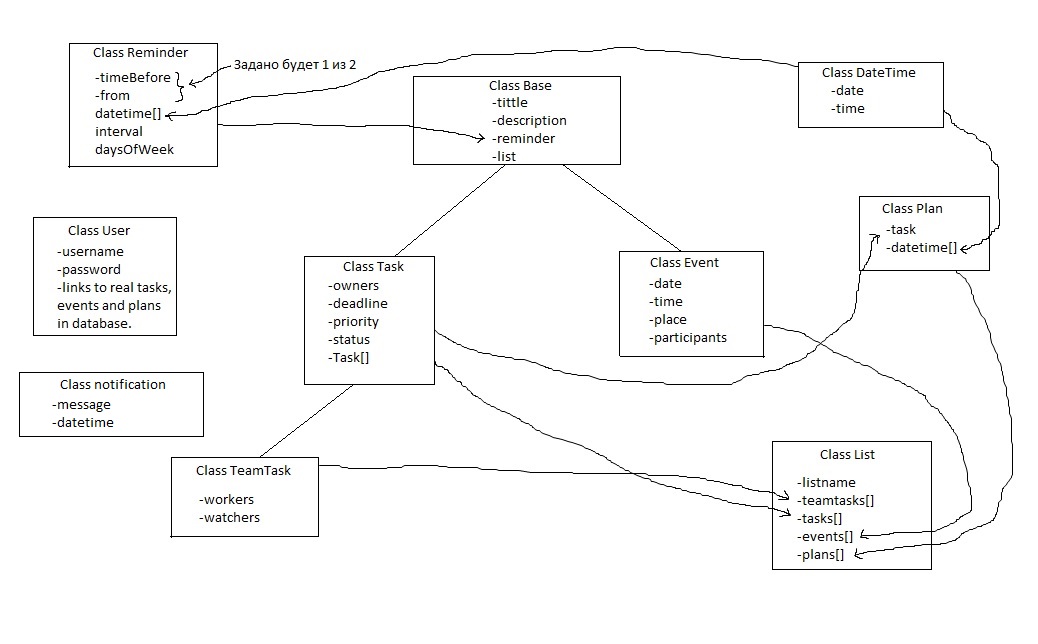 Class Reminder
-timeBefore
-from
datetime[]
interval
daysOfWeek
Задано будет 1 из 2
Class Base
-tittle
-description
-reminder
-list
Class DateTime
-date
-time
Class User
-username
-password
-links to real tasks,
events and plans
in database.
Class Task
-owners
-deadline
-priority
-status
-Task[]
Class Event
-date
-time
-place
-participants
Class Plan
-task
-datetime[]
Class notification
-message
-datetime
Class TeamTask
-workers
-watchers
Class List
-listname
-teamtasks[]
-tasks[]
-events[]
-plans[]